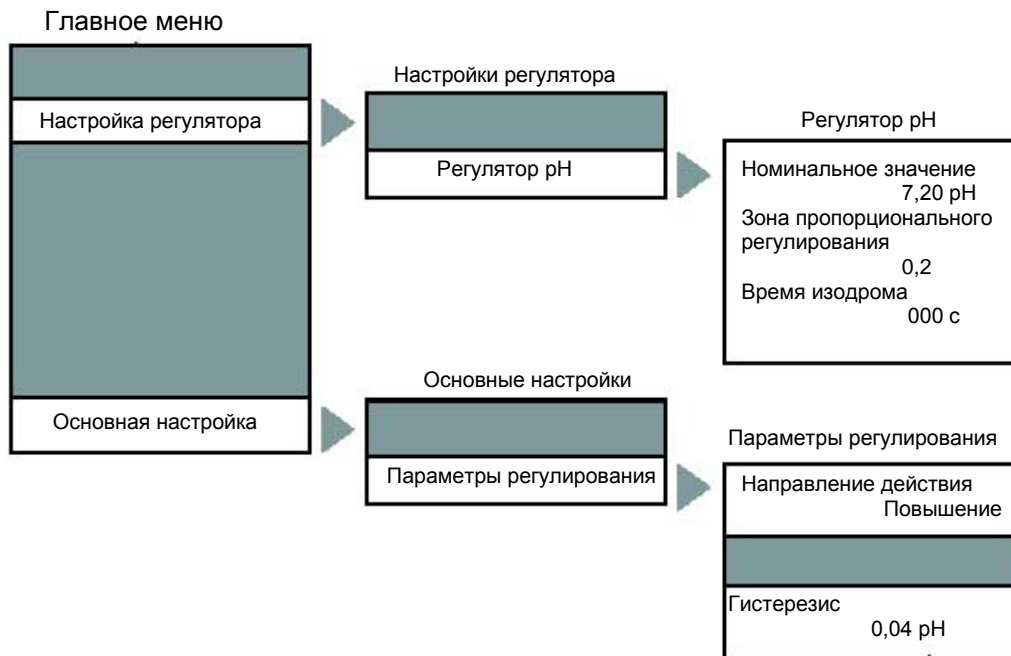 Главное меню
Настройка регулятора
Основная настройка
Настройки регулятора
Регулятор pH
Регулятор pH
Номинальное значение
7,20 pH
Зона пропорционального
регулирования
0,2
Время изодрома
000 с
Основные настройки
Параметры регулирования
Параметры регулирования
Направление действия
Повышение
Гистерезис
0,04 pH